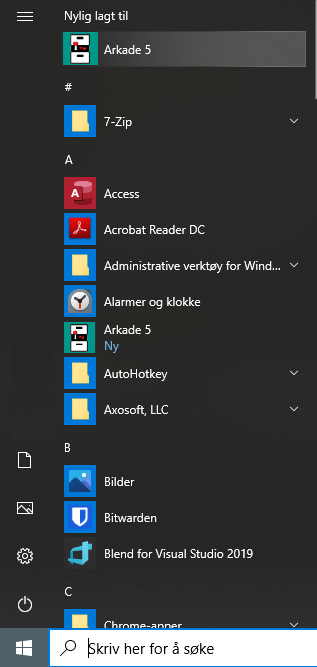 Nylig lagt til
Arkade 5
#
7-Zip
A
Access
Acrobat Reader DC
Administrative verktøy for Wind...
Alarmer og klokke
Arkade 5
Ny
AutoHotkey
Axosoft, LLC
B
Bilder
Bitwarden
Blend for Visual Studio 2019
C
Chrome-apper
Skriv her for å søke